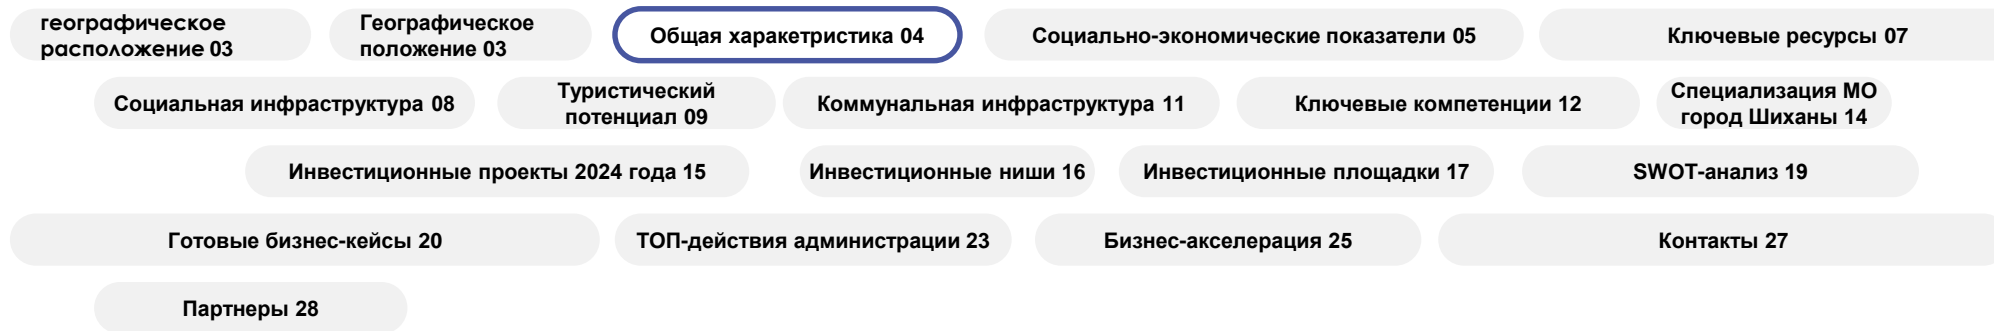 географическое
расположение 03
Географическое
положение 03
Общая харакетристика 04
Социально-экономические показатели 05
Ключевые ресурсы 07
Социальная инфраструктура 08
Туристический
потенциал 09
Коммунальная инфраструктура 11
Ключевые компетенции 12
Специализация МО
город Шиханы 14
Инвестиционные проекты 2024 года 15
Инвестиционные ниши 16
Инвестиционные площадки 17
SWOT-анализ 19
Готовые бизнес-кейсы 20
ТОП-действия администрации 23
Бизнес-акселерация 25
Контакты 27
Партнеры 28